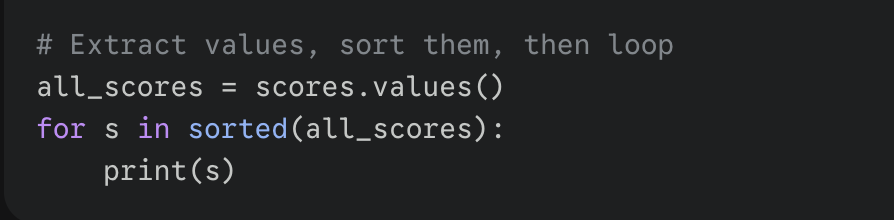 # Extract values, sort them, then loop
all_scores = scores.values()
for s in sorted(all_scores):
    print(s)